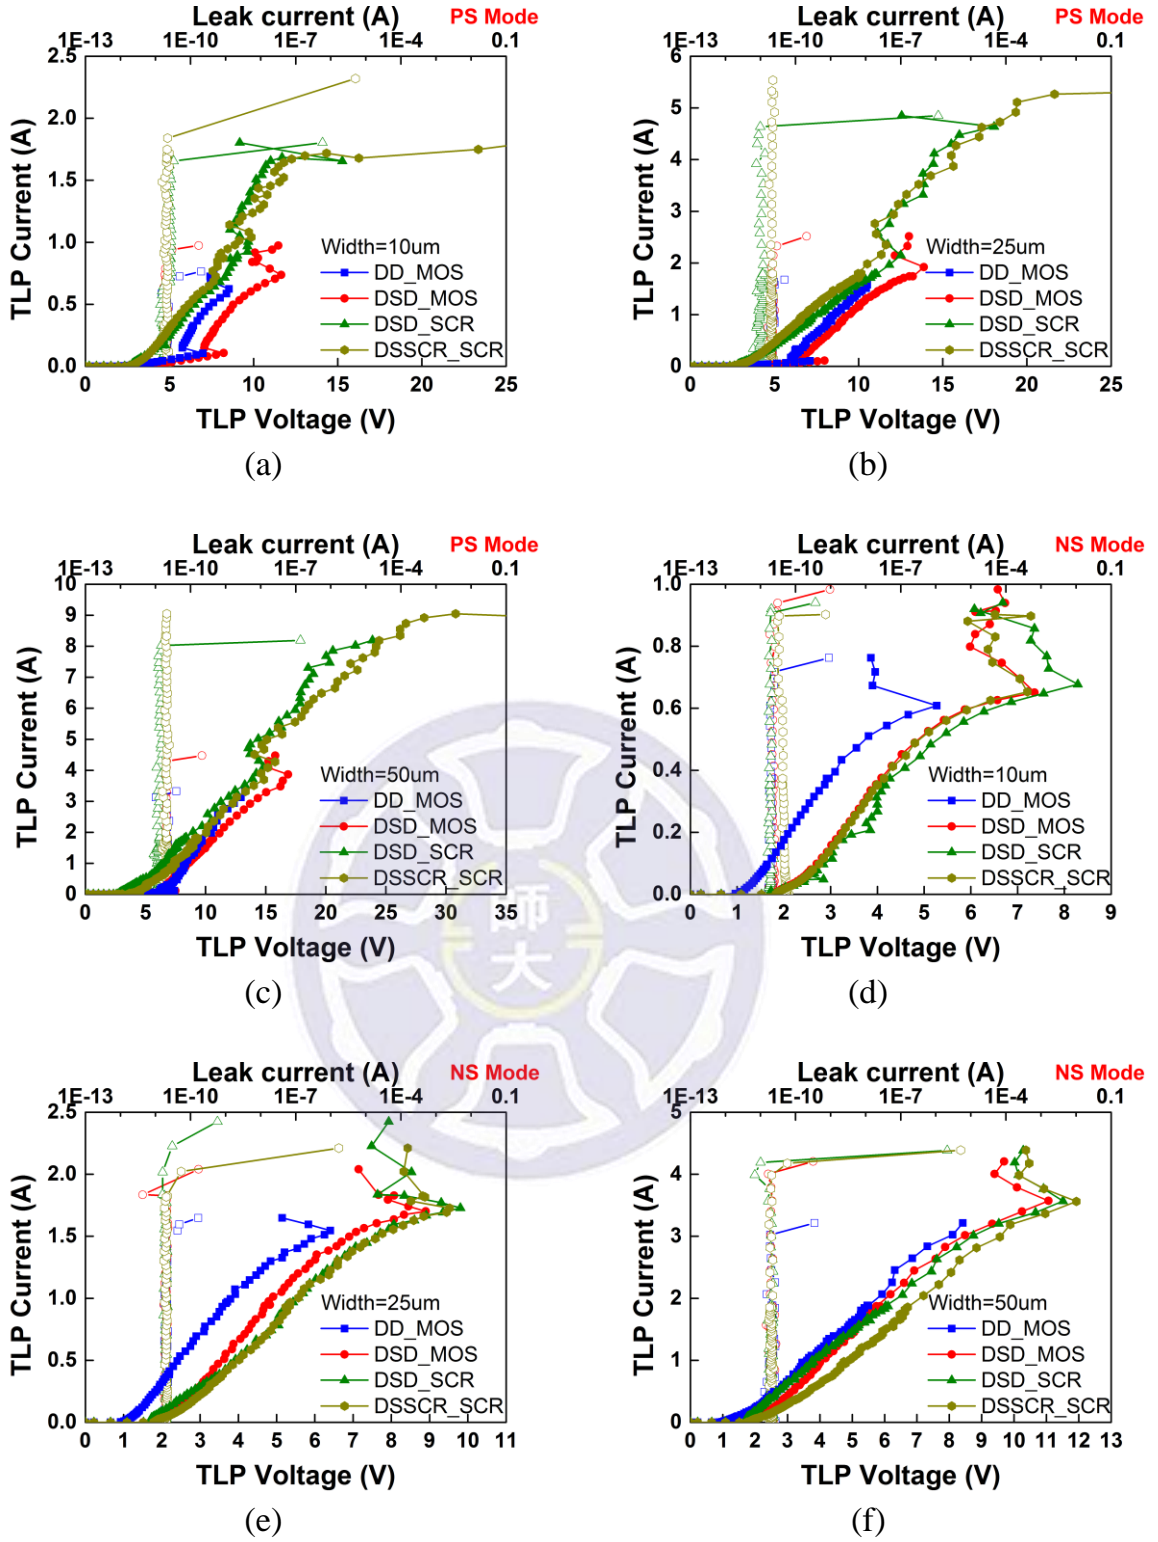 Leak current (A) PS Mode
1E-13 1E-10 1E-7 1E-4 0.1
2.5
2.0
1.5
1.0
0.5
0.0
TLP Current (A)
Width=10um
DD_MOS
DSD_MOS
DSD_SCR
DSSCR_SCR
0 5 10 15 20 25
TLP Voltage (V)
(a)
Leak current (A) PS Mode
1E-13 1E-10 1E-7 1E-4 0.1
6
5
4
3
2
1
0
TLP Current (A)
Width=25um
DD_MOS
DSD_MOS
DSD_SCR
DSSCR_SCR
0 5 10 15 20 25
TLP Voltage (V)
(b)
Leak current (A) PS Mode
1E-13 1E-10 1E-7 1E-4 0.1
10
9
8
7
6
5
4
3
2
1
0
TLP Current (A)
Width=50um
DD_MOS
DSD_MOS
DSD_SCR
DSSCR_SCR
0 5 10 15 20 25 30 35
TLP Voltage (V)
(c)
Leak current (A) NS Mode
1E-13 1E-10 1E-7 1E-4 0.1
1.0
0.8
0.6
0.4
0.2
0.0
TLP Current (A)
Width=10um
DD_MOS
DSD_MOS
DSD_SCR
DSSCR_SCR
0 1 2 3 4 5 6 7 8 9
TLP Voltage (V)
(d)
師
大
Leak current (A) NS Mode
1E-13 1E-10 1E-7 1E-4 0.1
2.5
2.0
1.5
1.0
0.5
0.0
TLP Current (A)
Width=25um
DD_MOS
DSD_MOS
DSD_SCR
DSSCR_SCR
0 1 2 3 4 5 6 7 8 9 10 11
TLP Voltage (V)
(e)
Leak current (A) NS Mode
1E-13 1E-10 1E-7 1E-4 0.1
5
4
3
2
1
0
TLP Current (A)
Width=50um
DD_MOS
DSD_MOS
DSD_SCR
DSSCR_SCR
0 1 2 3 4 5 6 7 8 9 10 11 12 13
TLP Voltage (V)
(f)